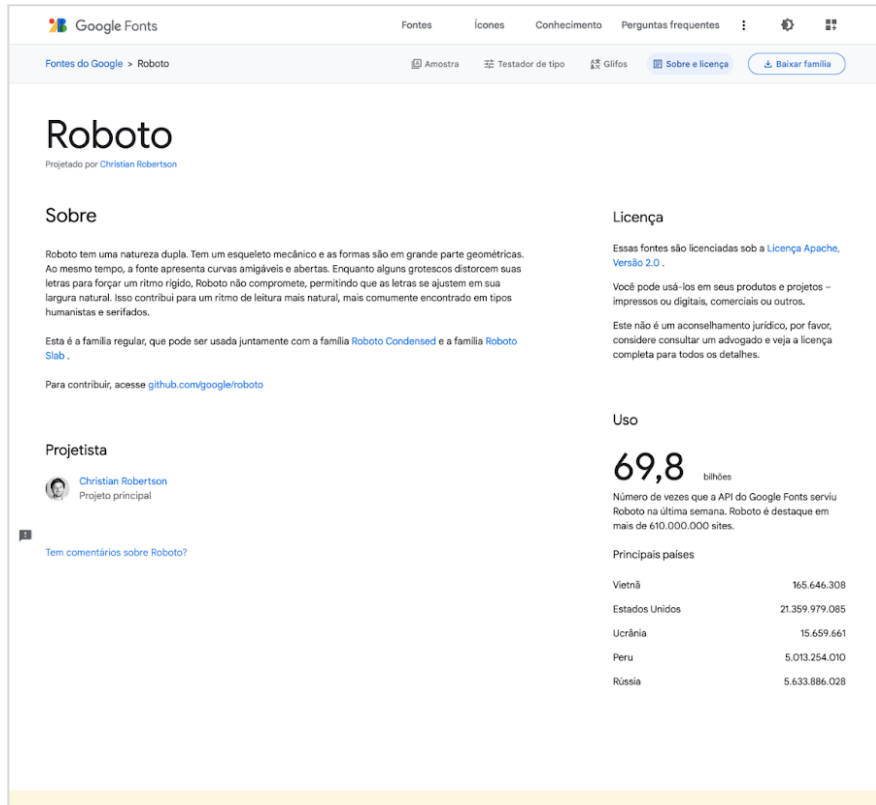 Google Fonts
Fontes
Ícones
Conhecimento
Perguntas frequentes
Fontes do Google > Roboto
Amostra
Testador de tipo
Glifos
Sobre e licença
Baixar família
Roboto
Projetado por Christian Robertson
Sobre
Roboto tem uma natureza dupla. Tem um esqueleto mecânico e as formas são em grande parte geométricas.
Ao mesmo tempo, a fonte apresenta curvas amigáveis e abertas. Enquanto alguns grotescos distorcem suas
letras para forçar um ritmo rígido, Roboto não compromete, permitindo que as letras se ajustem em sua
largura natural. Isso contribui para um ritmo de leitura mais natural, mais comumente encontrado em tipos
humanistas e serifados.
Esta é a família regular, que pode ser usada juntamente com a família Roboto Condensed e a família Roboto
Slab .
Para contribuir, acesse github.com/google/roboto
Projetista
Christian Robertson
Projeto principal
Tem comentários sobre Roboto?
Licença
Essas fontes são licenciadas sob a Licença Apache,
Versão 2.0 .
Você pode usá-los em seus produtos e projetos –
impressos ou digitais, comerciais ou outros.
Este não é um aconselhamento jurídico, por favor,
considere consultar um advogado e veja a licença
completa para todos os detalhes.
Uso
69,8 bilhões
Número de vezes que a API do Google Fonts serviu
Roboto na última semana. Roboto é destaque em
mais de 610.000.000 sites.
Principais países
Vietnã 165.646.308
Estados Unidos 21.359.979.085
Ucrânia 15.659.661
Peru 5.013.254.010
Rússia 5.633.886.028